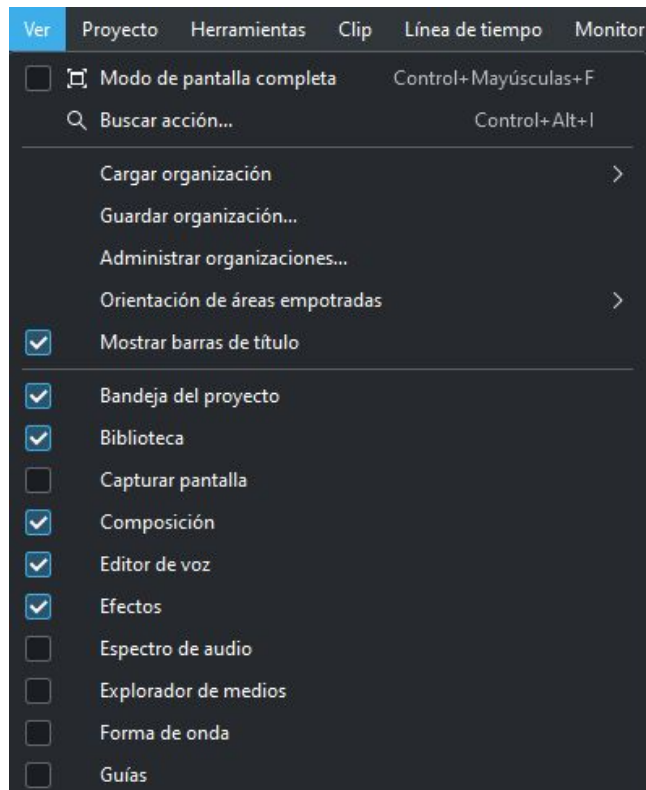 Ver Proyecto Herramientas Clip Línea de tiempo Monitor
Modo de pantalla completa Control+Mayúsculas+F
Buscar acción... Control+Alt+I
Cargar organización
Guardar organización...
Administrar organizaciones...
Orientación de áreas empotradas
Mostrar barras de título
Bandeja del proyecto
Biblioteca
Capturar pantalla
Composición
Editor de voz
Efectos
Espectro de audio
Explorador de medios
Forma de onda
Guías